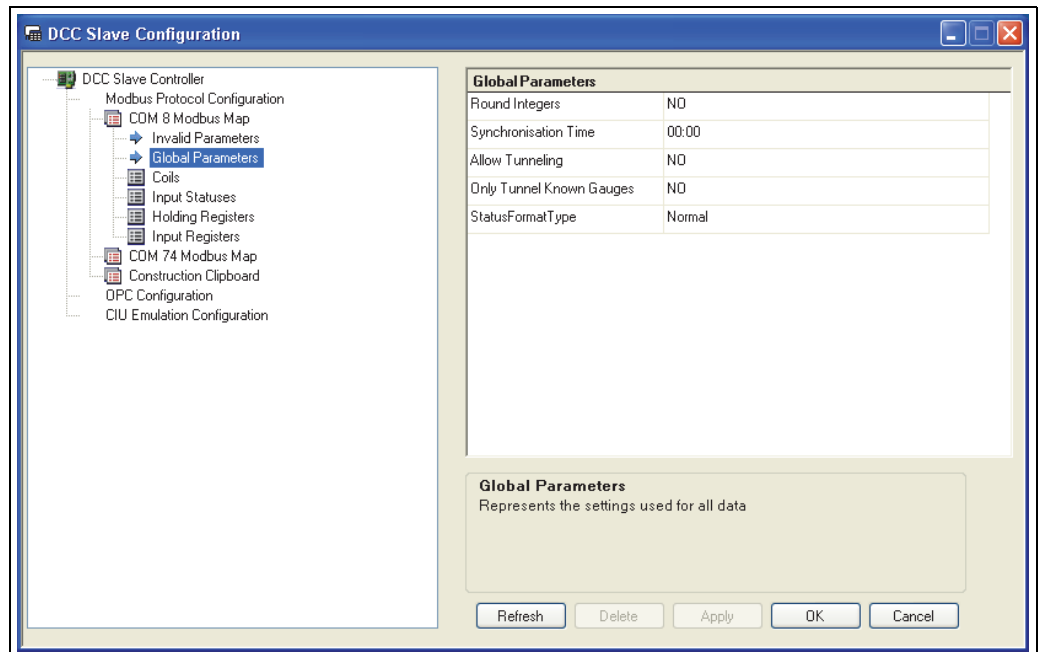 DCC Slave Configuration
DCC Slave Controller
Modbus Protocol Configuration
COM 8 Modbus Map
Invalid Parameters
Global Parameters
Coils
Input Statuses
Holding Registers
Input Registers
COM 74 Modbus Map
Construction Clipboard
OPC Configuration
CIU Emulation Configuration
Global Parameters
Round Integers NO
Synchronisation Time 00:00
Allow Tunneling NO
Only Tunnel Known Gauges NO
StatusFormatType Normal
Global Parameters
Represents the settings used for all data
Refresh Delete Apply OK Cancel